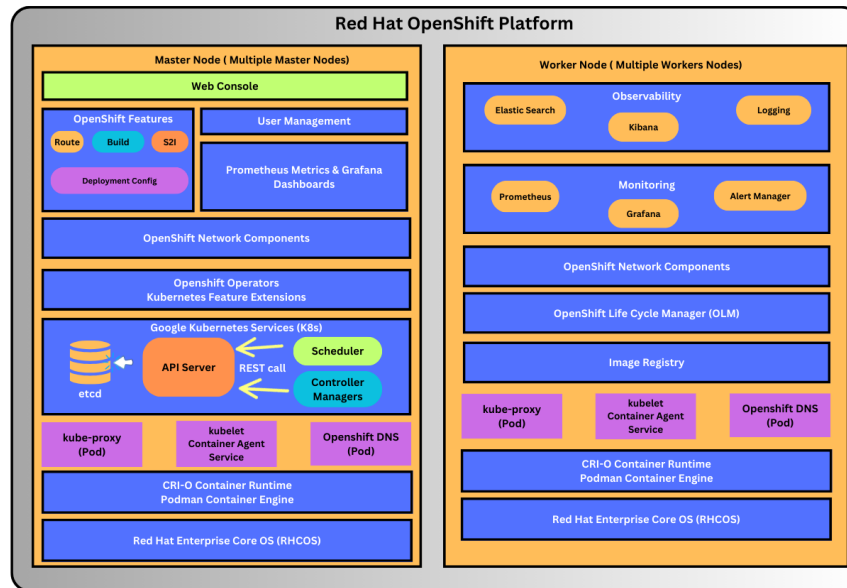 Red Hat OpenShift Platform
Master Node ( Multiple Master Nodes)
Web Console
OpenShift Features
Route
Build
S2I
Deployment Config
User Management
Prometheus Metrics & Grafana
Dashboards
OpenShift Network Components
Openshift Operators
Kubernetes Feature Extensions
Google Kubernetes Services (K8s)
etcd
API Server
REST call
Scheduler
Controller
Managers
kube-proxy
(Pod)
kubelet
Container Agent
Service
Openshift DNS
(Pod)
CRI-O Container Runtime
Podman Container Engine
Red Hat Enterprise Core OS (RHCOS)
Worker Node ( Multiple Workers Nodes)
Observability
Elastic Search
Kibana
Logging
Monitoring
Prometheus
Grafana
Alert Manager
OpenShift Network Components
OpenShift Life Cycle Manager (OLM)
Image Registry
kube-proxy
(Pod)
kubelet
Container Agent
Service
Openshift DNS
(Pod)
CRI-O Container Runtime
Podman Container Engine
Red Hat Enterprise Core OS (RHCOS)